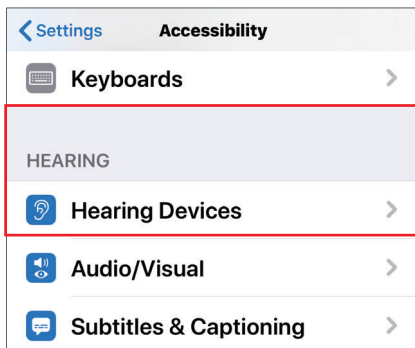 Settings Accessibility
Keyboards
HEARING
Hearing Devices
Audio/Visual
Subtitles & Captioning